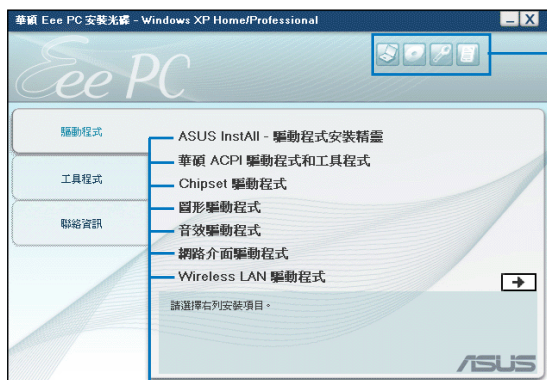 華碩 Eee PC 安裝光碟 - Windows XP Home/Professional
Eee PC
驅動程式
工具程式
聯絡資訊
ASUS InstAll - 驅動程式安裝精靈
華碩 ACPI 驅動程式和工具程式
Chipset 驅動程式
圖形驅動程式
音效驅動程式
網路介面驅動程式
Wireless LAN 驅動程式
請選擇右列安裝項目。
ASUS